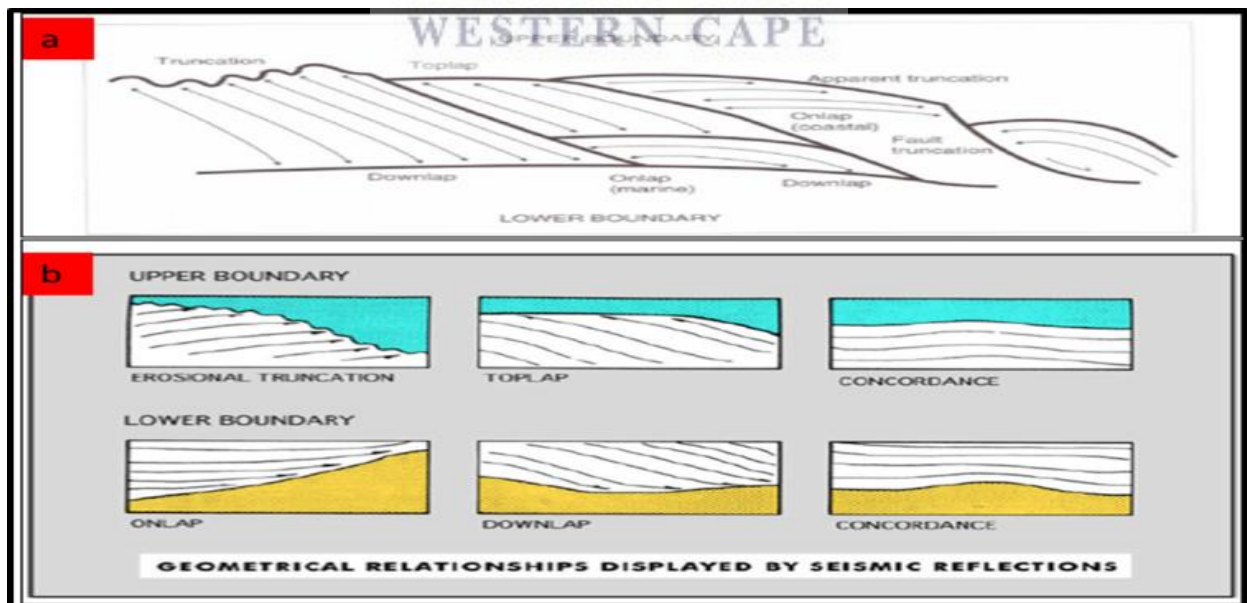 a
WESTERN CAPE
UPPER BOUNDARY
Truncation
Toplap
Apparent truncation
Onlap
(coastal)
Fault
truncation
Downlap
Onlap
(marine)
Downlap
LOWER BOUNDARY
b
UPPER BOUNDARY
EROSIONAL TRUNCATION
TOPLAP
CONCORDANCE
LOWER BOUNDARY
ONLAP
DOWNLAP
CONCORDANCE
GEOMETRICAL RELATIONSHIPS DISPLAYED BY SEISMIC REFLECTIONS